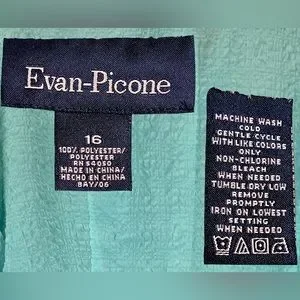 Evan-Picone
16
100% POLYESTER/
POLYESTER
RN 54050
MADE IN CHINA/
HECHO EN CHINA
BAY/06
MACHINE WASH
COLD
GENTLE CYCLE
WITH LIKE COLORS
ONLY
NON-CHLORINE
BLEACH
WHEN NEEDED
TUMBLE DRY LOW
REMOVE
PROMPTLY
IRON ON LOWEST
SETTING
WHEN NEEDED